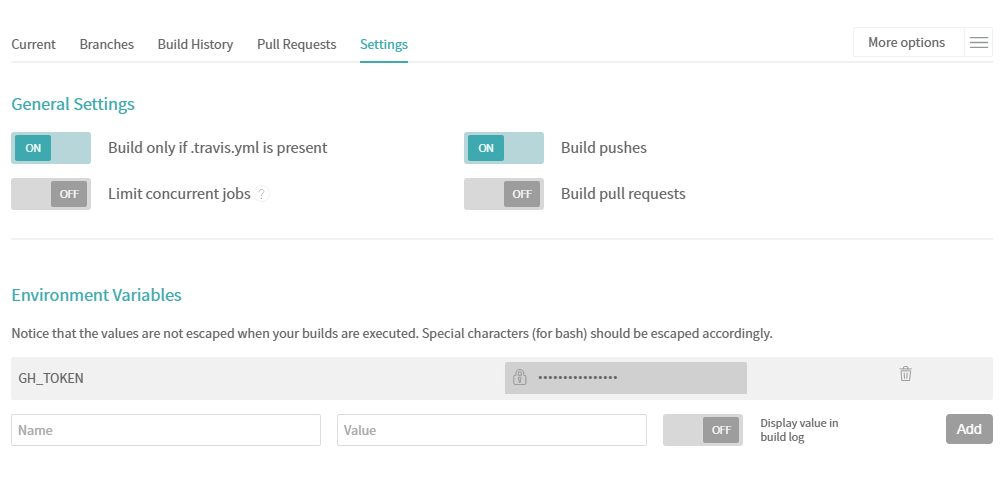 Current Branches Build History Pull Requests Settings More options
General Settings
ON Build only if .travis.yml is present ON Build pushes
OFF Limit concurrent jobs ? OFF Build pull requests
Environment Variables
Notice that the values are not escaped when your builds are executed. Special characters (for bash) should be escaped accordingly.
GH_TOKEN ••••••••••••••••
Name Value OFF Display value in
build log Add